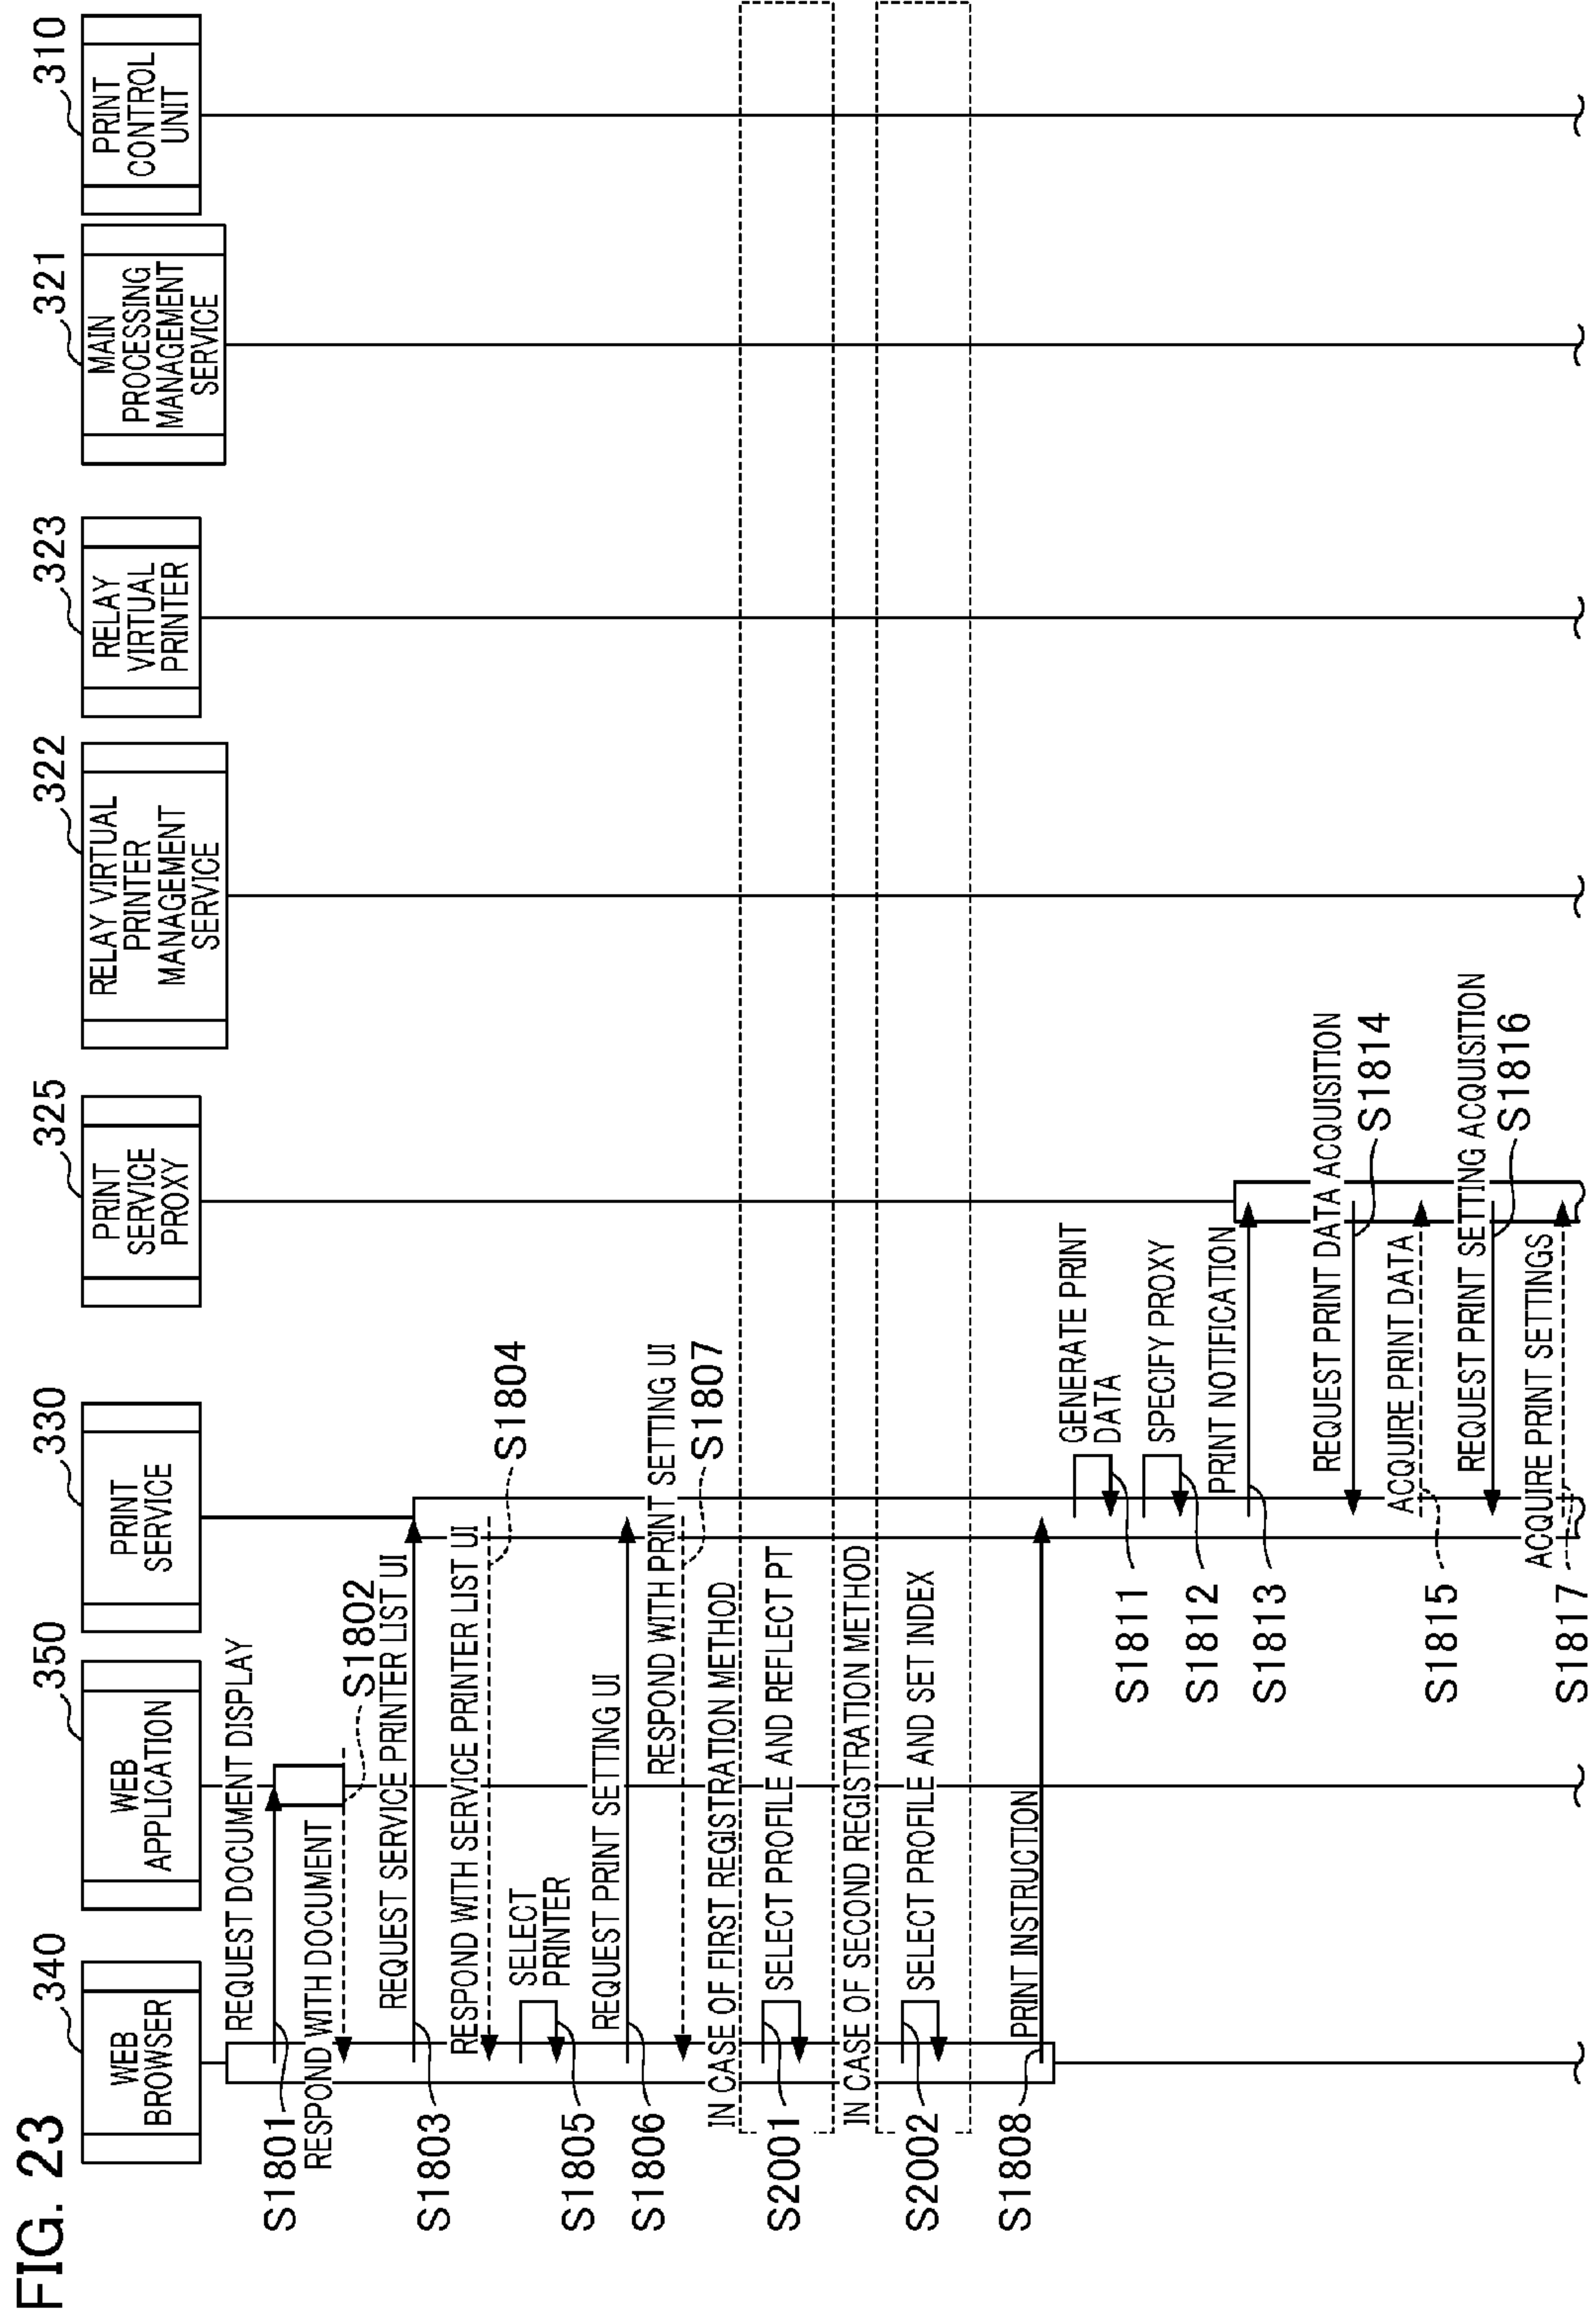 FIG. 23
340
WEB
BROWSER
350
WEB
APPLICATION
330
PRINT
SERVICE
325
PRINT
SERVICE
PROXY
322
RELAY VIRTUAL
PRINTER
MANAGEMENT
SERVICE
323
RELAY
VIRTUAL
PRINTER
321
MAIN
PROCESSING
MANAGEMENT
SERVICE
310
PRINT
CONTROL
UNIT
REQUEST DOCUMENT DISPLAY
S1801
RESPOND WITH DOCUMENT
S1802
REQUEST SERVICE PRINTER LIST UI
S1803
RESPOND WITH SERVICE PRINTER LIST UI
S1804
SELECT
PRINTER
S1805
REQUEST PRINT SETTING UI
S1806
RESPOND WITH PRINT SETTING UI
S1807
IN CASE OF FIRST REGISTRATION METHOD
SELECT PROFILE AND REFLECT PT
S2001
IN CASE OF SECOND REGISTRATION METHOD
SELECT PROFILE AND SET INDEX
S2002
PRINT INSTRUCTION
S1808
GENERATE PRINT
DATA
S1811
SPECIFY PROXY
S1812
PRINT NOTIFICATION
S1813
REQUEST PRINT DATA ACQUISITION
S1814
ACQUIRE PRINT DATA
S1815
REQUEST PRINT SETTING ACQUISITION
S1816
ACQUIRE PRINT SETTINGS
S1817